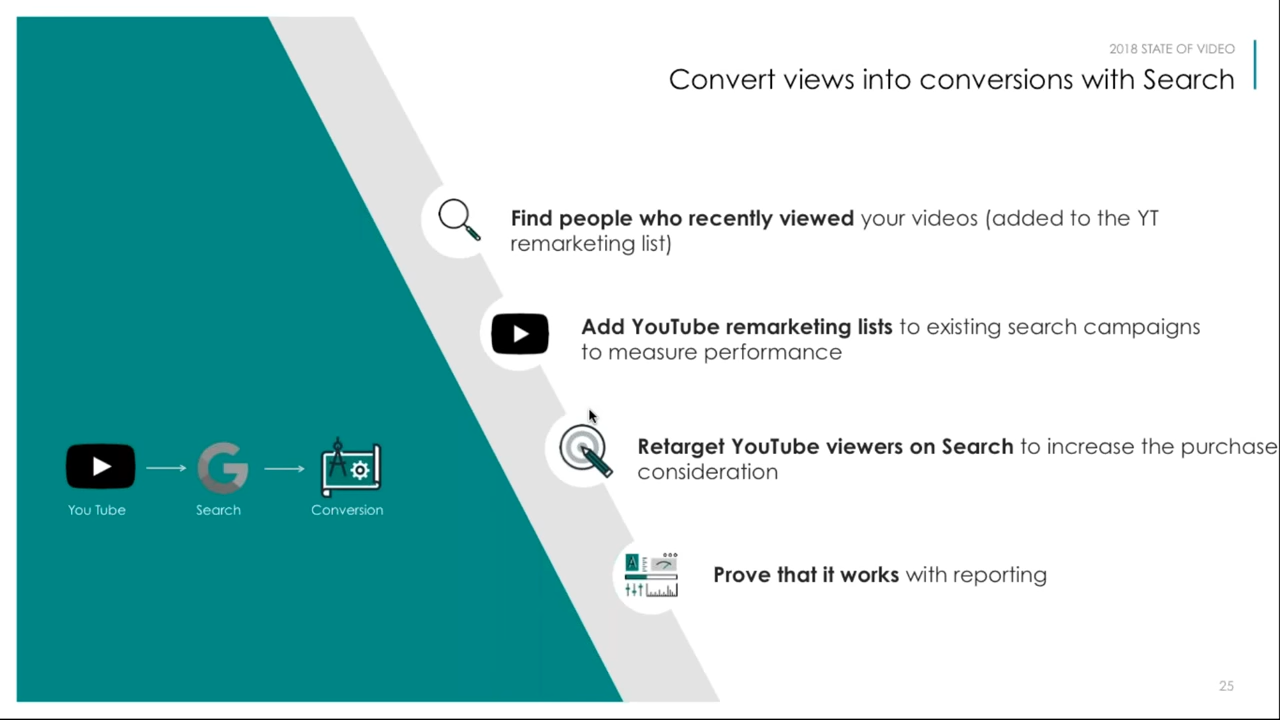 2018 STATE OF VIDEO
Convert views into conversions with Search
Find people who recently viewed your videos (added to the YT
remarketing list)
Add YouTube remarketing lists to existing search campaigns
to measure performance
Retarget YouTube viewers on Search to increase the purchase
consideration
Prove that it works with reporting
You Tube
Search
Conversion
25